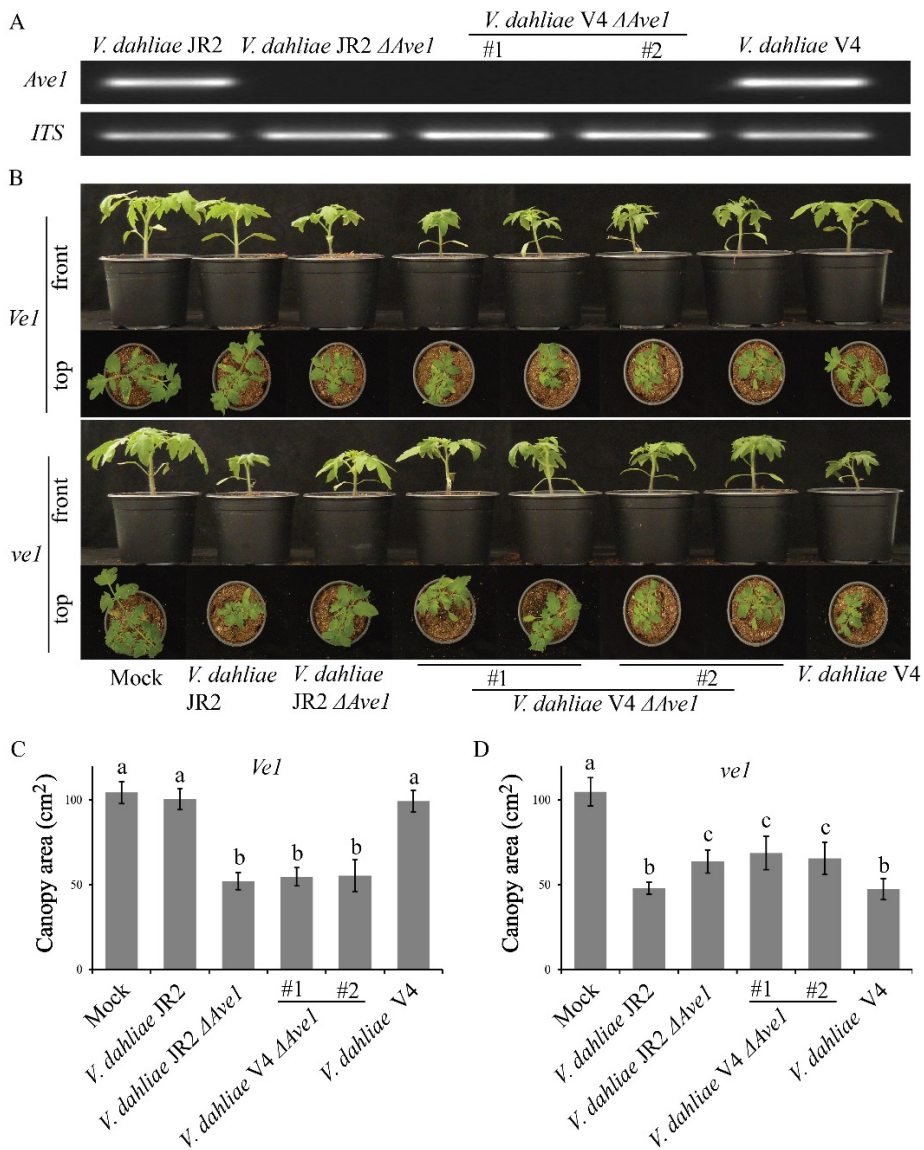 A
V. dahliae JR2
V. dahliae JR2 ΔAve1
V. dahliae V4 ΔAve1
#1
#2
V. dahliae V4
Ave1
ITS
B
Ve1
front
top
ve1
front
top
Mock
V. dahliae
JR2
V. dahliae
JR2 ΔAve1
#1
#2
V. dahliae V4 ΔAve1
V. dahliae V4
C
Ve1
Canopy area (cm2)
100
50
0
a
a
b
b
b
a
Mock
V. dahliae JR2
V. dahliae JR2 ΔAve1
#1
#2
V. dahliae V4 ΔAve1
V. dahliae V4
D
ve1
Canopy area (cm2)
100
50
0
a
b
c
c
c
b
Mock
V. dahliae JR2
V. dahliae JR2 ΔAve1
#1
#2
V. dahliae V4 ΔAve1
V. dahliae V4